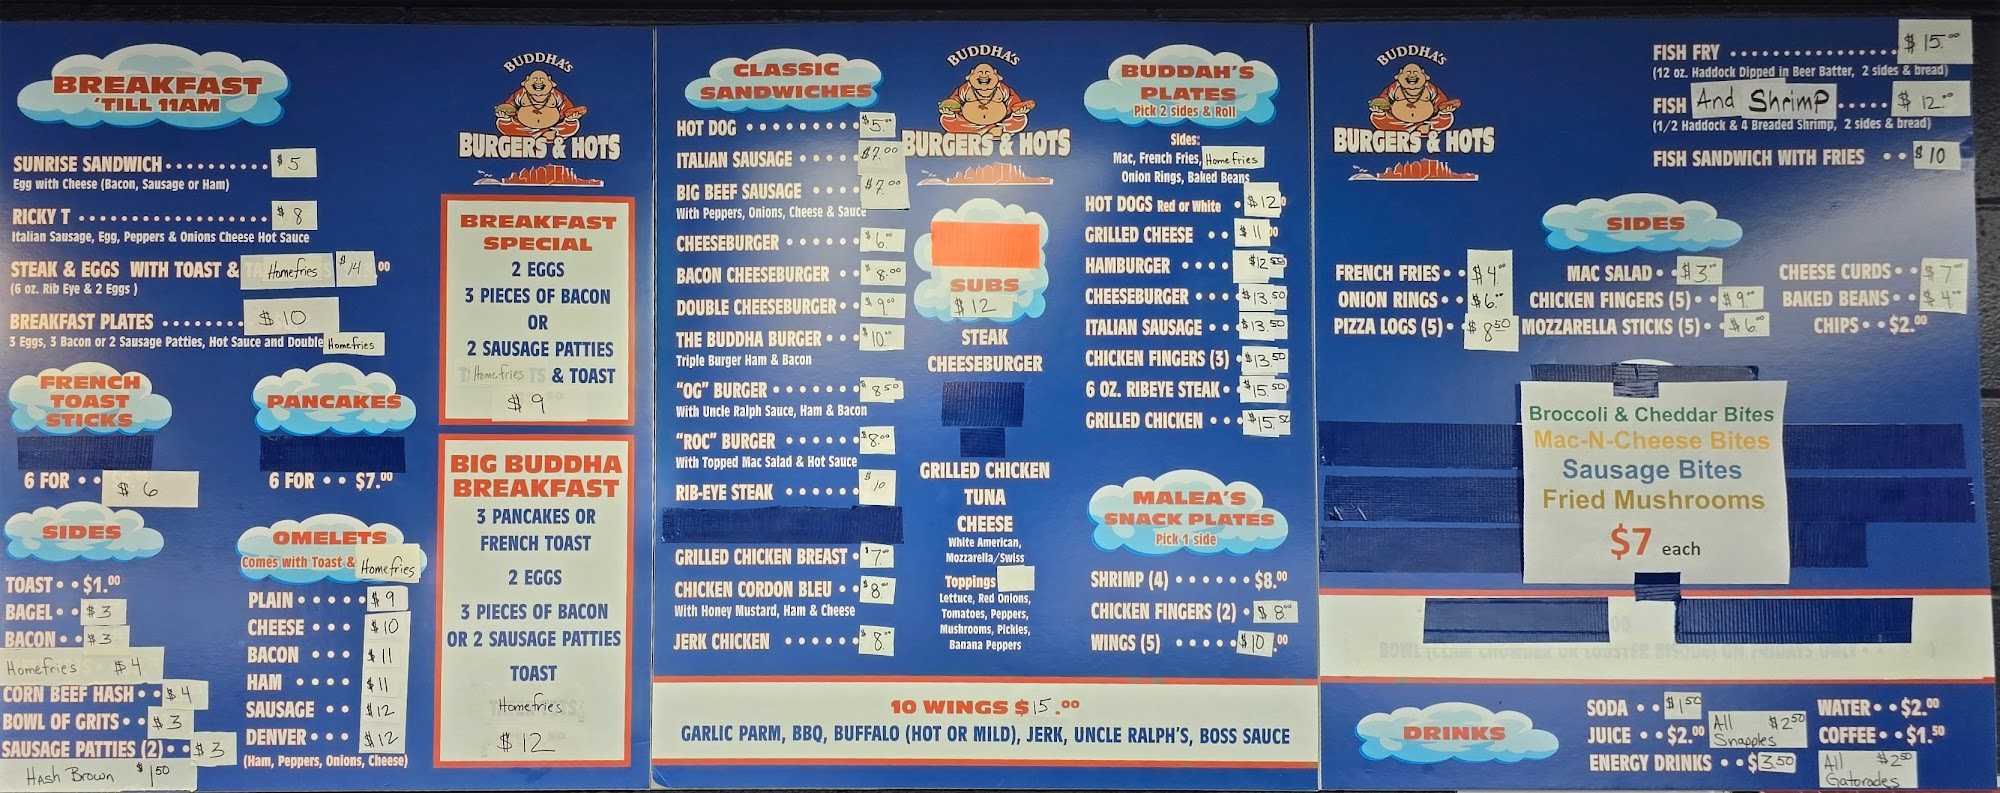 BREAKFAST
'TILL 11AM
SUNRISE SANDWICH $5
Egg with Cheese (Bacon, Sausage or Ham)
RICKY T $8
Italian Sausage, Egg, Peppers & Onions Cheese Hot Sauce
STEAK & EGGS WITH TOAST & Homefries $14.00
(6 oz. Rib Eye & 2 Eggs )
BREAKFAST PLATES $10
3 Eggs, 3 Bacon or 2 Sausage Patties, Hot Sauce and Double Homefries
FRENCH
TOAST
STICKS
6 FOR $6
PANCAKES
6 FOR $7.00
SIDES
TOAST $1.00
BAGEL $3
BACON $3
Homefries $4
CORN BEEF HASH $4
BOWL OF GRITS $3
SAUSAGE PATTIES (2) $3
Hash Brown $1.50
OMELETS
Comes with Toast & Homefries
PLAIN $9
CHEESE $10
BACON $11
HAM $11
SAUSAGE $12
DENVER $12
(Ham, Peppers, Onions, Cheese)
BUDDHA'S
BURGERS & HOTS
BREAKFAST
SPECIAL
2 EGGS
3 PIECES OF BACON
OR
2 SAUSAGE PATTIES
Homefries & TOAST
$9
BIG BUDDHA
BREAKFAST
3 PANCAKES OR
FRENCH TOAST
2 EGGS
3 PIECES OF BACON
OR 2 SAUSAGE PATTIES
TOAST
Homefries
$12
CLASSIC
SANDWICHES
HOT DOG $5.00
ITALIAN SAUSAGE $7.00
BIG BEEF SAUSAGE $7.00
With Peppers, Onions, Cheese & Sauce
CHEESEBURGER $6.00
BACON CHEESEBURGER $8.00
DOUBLE CHEESEBURGER $9.00
THE BUDDHA BURGER $10.00
Triple Burger Ham & Bacon
"OG" BURGER $8.50
With Uncle Ralph Sauce, Ham & Bacon
"ROC" BURGER $8.00
With Topped Mac Salad & Hot Sauce
RIB-EYE STEAK $10
GRILLED CHICKEN BREAST $7.00
CHICKEN CORDON BLEU $8.00
With Honey Mustard, Ham & Cheese
JERK CHICKEN $8.00
BUDDHA'S
BURGERS & HOTS
SUBS
$12
STEAK
CHEESEBURGER
GRILLED CHICKEN
TUNA
CHEESE
White American,
Mozzarella/Swiss
Toppings
Lettuce, Red Onions,
Tomatoes, Peppers,
Mushrooms, Pickles,
Banana Peppers
BUDDAH'S
PLATES
Pick 2 sides & Roll
Sides:
Mac, French Fries, Homefries
Onion Rings, Baked Beans
HOT DOGS Red or White $12
GRILLED CHEESE $11
HAMBURGER $12.50
CHEESEBURGER $13.50
ITALIAN SAUSAGE $13.50
CHICKEN FINGERS (3) $13.50
6 OZ. RIBEYE STEAK $15.50
GRILLED CHICKEN $15.50
MALEA'S
SNACK PLATES
Pick 1 side
SHRIMP (4) $8.00
CHICKEN FINGERS (2) $8.00
WINGS (5) $10.00
10 WINGS $15.00
GARLIC PARM, BBQ, BUFFALO (HOT OR MILD), JERK, UNCLE RALPH'S, BOSS SAUCE
BUDDHA'S
BURGERS & HOTS
FISH FRY $15.00
(12 oz. Haddock Dipped in Beer Batter, 2 sides & bread)
FISH And Shrimp $12.00
(1/2 Haddock & 4 Breaded Shrimp, 2 sides & bread)
FISH SANDWICH WITH FRIES $10
SIDES
FRENCH FRIES $4.00
ONION RINGS $6.00
PIZZA LOGS (5) $8.50
MAC SALAD $3.00
CHICKEN FINGERS (5) $9.00
MOZZARELLA STICKS (5) $6.00
CHEESE CURDS $7.00
BAKED BEANS $4.00
CHIPS $2.00
Broccoli & Cheddar Bites
Mac-N-Cheese Bites
Sausage Bites
Fried Mushrooms
$7 each
BOWL (CLAM CHOWDER OR LOBSTER BISQUE) ON FRIDAYS ONLY
DRINKS
SODA $1.50
JUICE $2.00
ENERGY DRINKS $3.50
All Snapples $2.50
WATER $2.00
COFFEE $1.50
All Gatorades $2.50